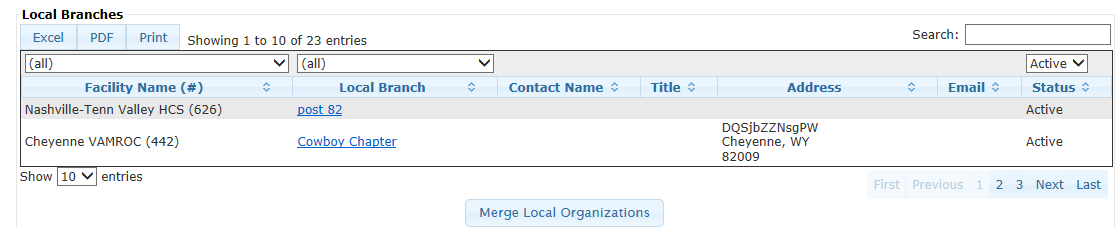 Local Branches
Excel PDF Print Showing 1 to 10 of 23 entries Search:
(all) (all) Active
Facility Name (#) Local Branch Contact Name Title Address Email Status
Nashville-Tenn Valley HCS (626) post 82 Active
Cheyenne VAMROC (442) Cowboy Chapter DQSjbZZNsgPW
Cheyenne, WY
82009 Active
Show 10 entries First Previous 1 2 3 Next Last
Merge Local Organizations